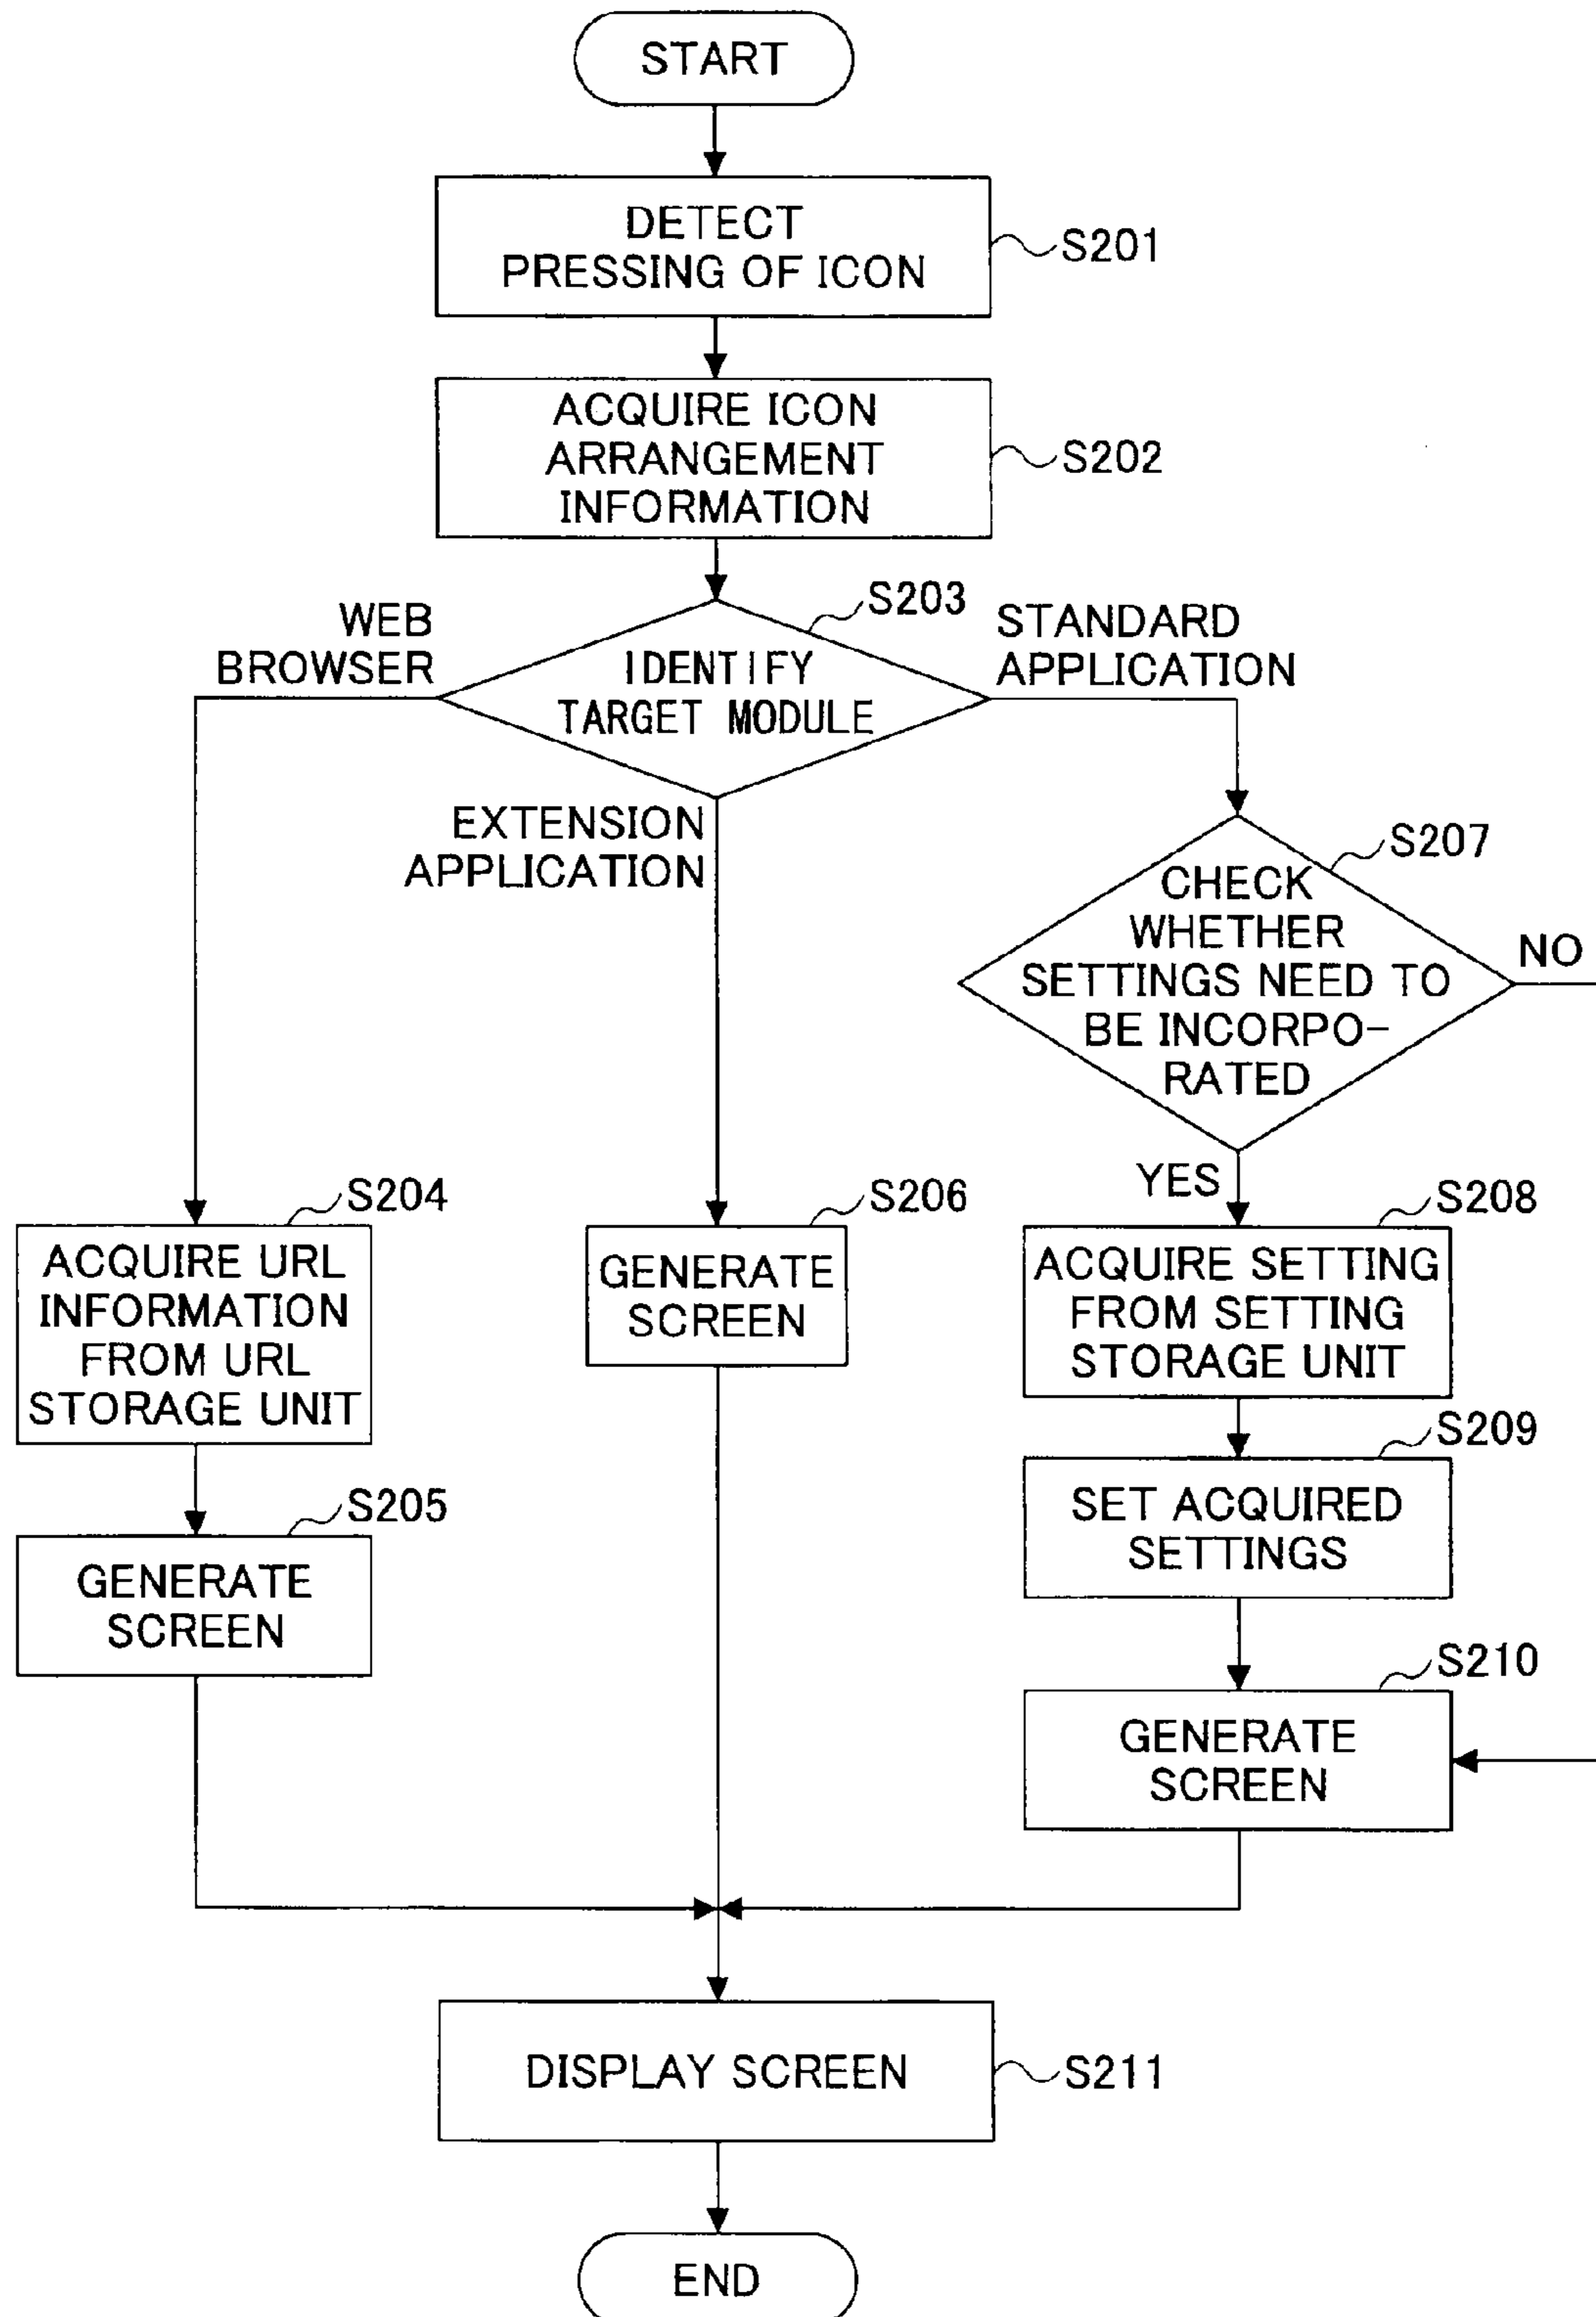 START
DETECT
PRESSING OF ICON
S201
ACQUIRE ICON
ARRANGEMENT
INFORMATION
S202
S203
WEB
BROWSER
IDENTIFY
TARGET MODULE
STANDARD
APPLICATION
EXTENSION
APPLICATION
S207
CHECK
WHETHER
SETTINGS NEED TO
BE INCORPO-
RATED
NO
YES
S204
ACQUIRE URL
INFORMATION
FROM URL
STORAGE UNIT
S206
GENERATE
SCREEN
S208
ACQUIRE SETTING
FROM SETTING
STORAGE UNIT
S209
SET ACQUIRED
SETTINGS
S205
GENERATE
SCREEN
S210
GENERATE
SCREEN
DISPLAY SCREEN
S211
END